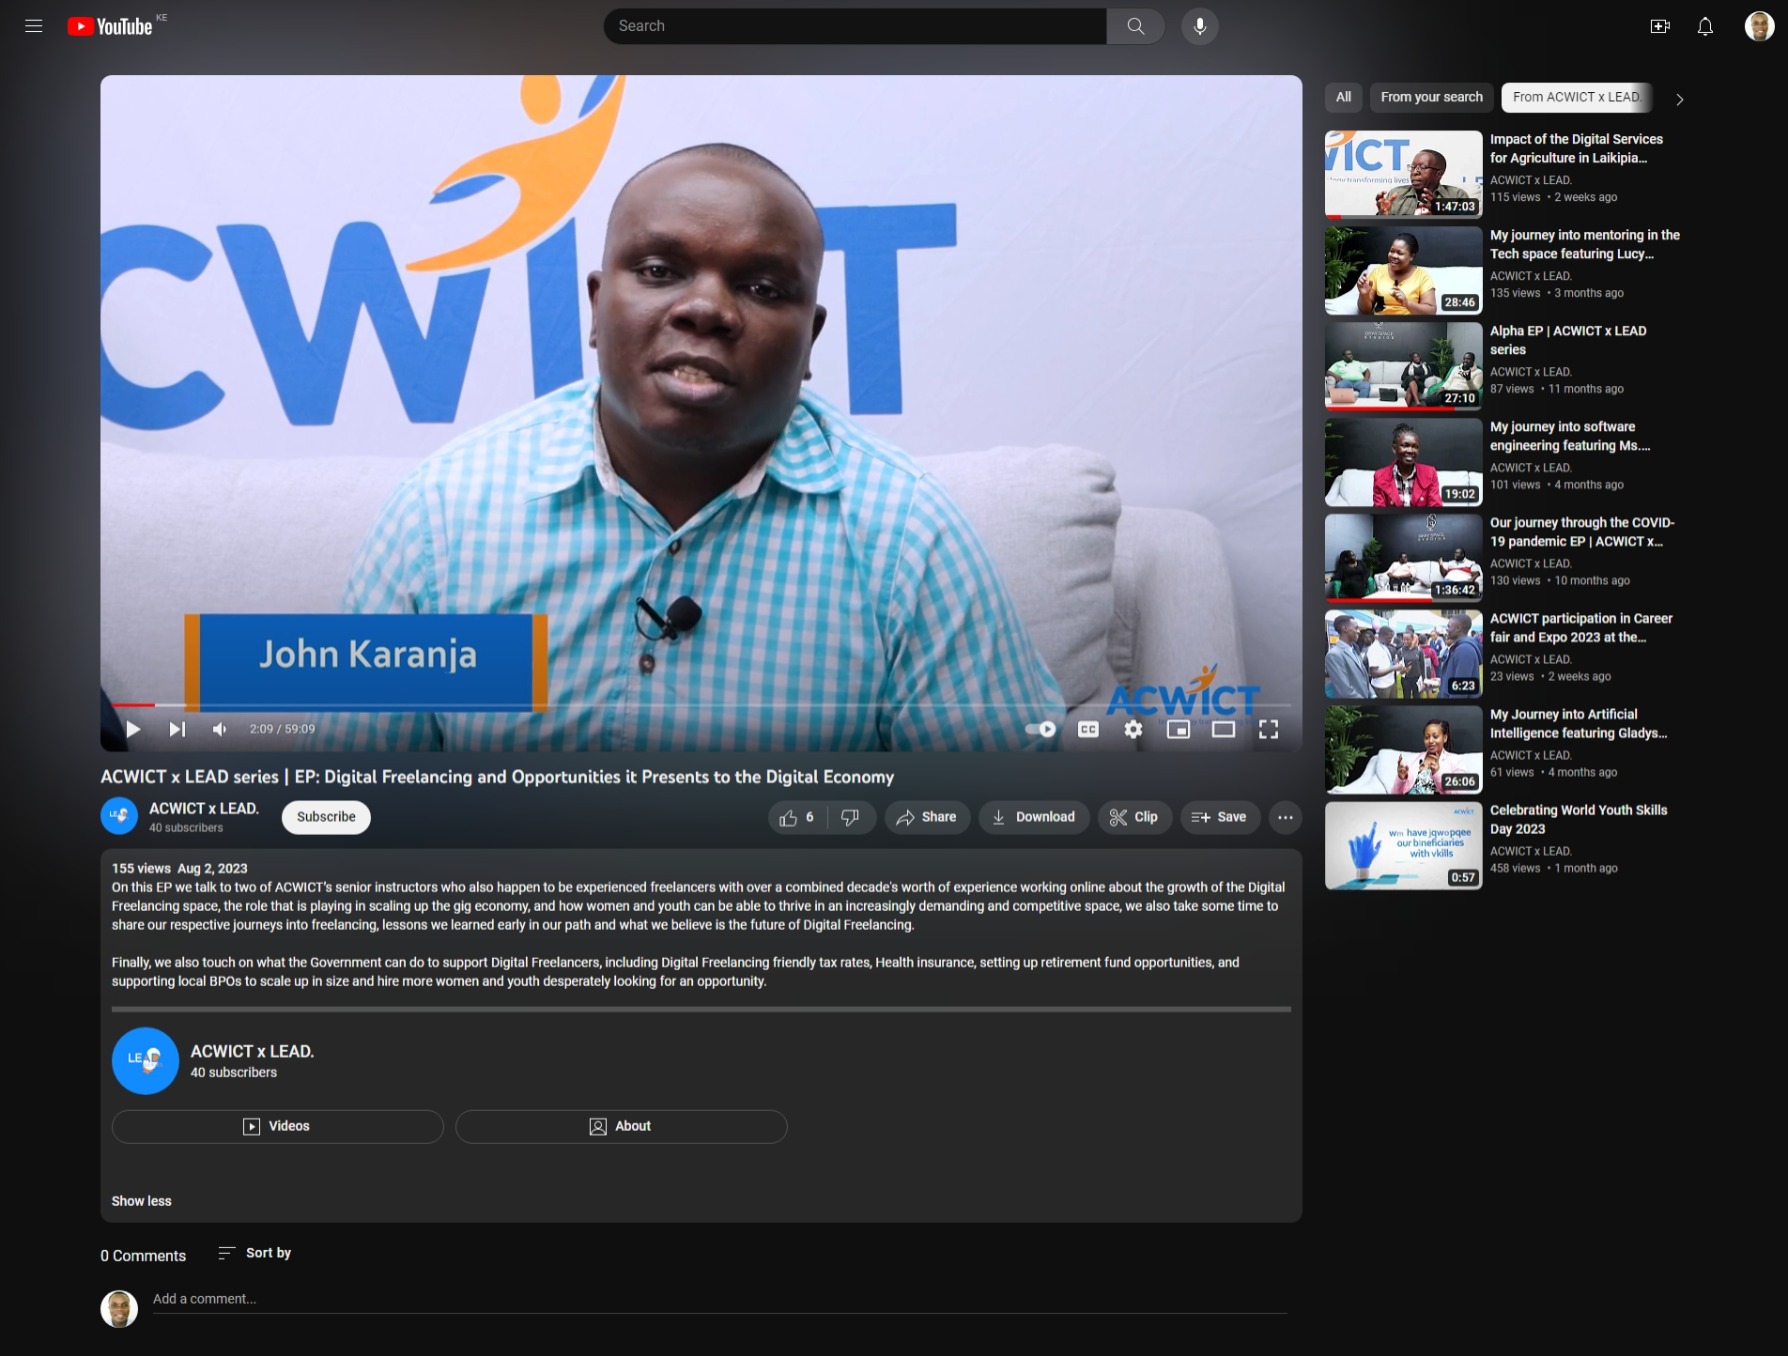 YouTube KE
Search
CWICT
John Karanja
ACWICT
2:09 / 59:09
CC
ACWICT x LEAD series | EP: Digital Freelancing and Opportunities it Presents to the Digital Economy
ACWICT x LEAD.
40 subscribers
Subscribe
6
Share
Download
Clip
Save
155 views Aug 2, 2023
On this EP we talk to two of ACWICT's senior instructors who also happen to be experienced freelancers with over a combined decade's worth of experience working online about the growth of the Digital
Freelancing space, the role that is playing in scaling up the gig economy, and how women and youth can be able to thrive in an increasingly demanding and competitive space, we also take some time to
share our respective journeys into freelancing, lessons we learned early in our path and what we believe is the future of Digital Freelancing.
Finally, we also touch on what the Government can do to support Digital Freelancers, including Digital Freelancing friendly tax rates, Health insurance, setting up retirement fund opportunities, and
supporting local BPOs to scale up in size and hire more women and youth desperately looking for an opportunity.
ACWICT x LEAD.
40 subscribers
Videos
About
Show less
0 Comments
Sort by
Add a comment...
All
From your search
From ACWICT x LEAD.
1:47:03
Impact of the Digital Services
for Agriculture in Laikipia...
ACWICT x LEAD.
115 views • 2 weeks ago
28:46
My journey into mentoring in the
Tech space featuring Lucy...
ACWICT x LEAD.
135 views • 3 months ago
27:10
Alpha EP | ACWICT x LEAD
series
ACWICT x LEAD.
87 views • 11 months ago
19:02
My journey into software
engineering featuring Ms....
ACWICT x LEAD.
101 views • 4 months ago
1:36:42
Our journey through the COVID-
19 pandemic EP | ACWICT x...
ACWICT x LEAD.
130 views • 10 months ago
6:23
ACWICT participation in Career
fair and Expo 2023 at the...
ACWICT x LEAD.
23 views • 2 weeks ago
26:06
My Journey into Artificial
Intelligence featuring Gladys...
ACWICT x LEAD.
61 views • 4 months ago
0:57
Celebrating World Youth Skills
Day 2023
ACWICT x LEAD.
458 views • 1 month ago